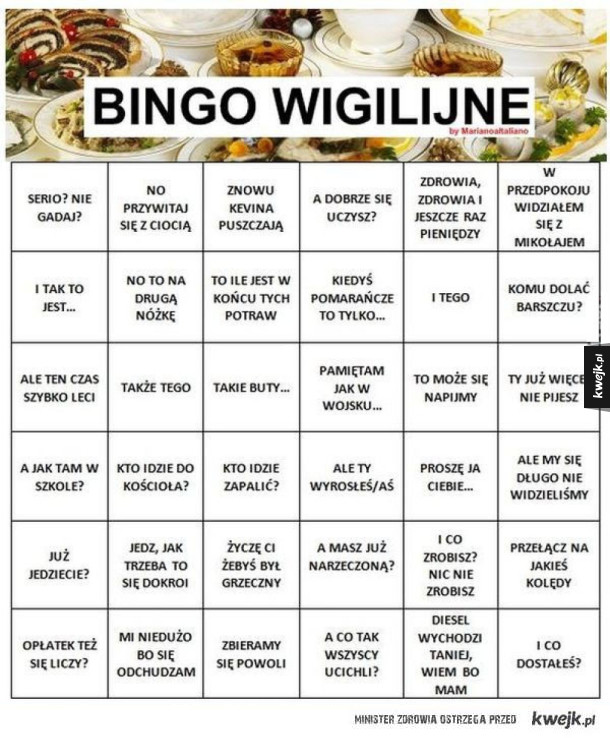 BINGO WIGILIJNE
by MarianoaItaliano
SERIO? NIE
GADAJ?
NO
PRZYWITAJ
SIĘ Z CIOCIĄ
ZNOWU
KEVINA
PUSZCZAJĄ
A DOBRZE SIĘ
UCZYSZ?
ZDROWIA,
ZDROWIA I
JESZCZE RAZ
PIENIĘDZY
W
PRZEDPOKOJU
WIDZIAŁEM
SIĘ Z
MIKOŁAJEM
I TAK TO
JEST...
NO TO NA
DRUGĄ
NÓŻKĘ
TO ILE JEST W
KOŃCU TYCH
POTRAW
KIEDYŚ
POMARAŃCZE
TO TYLKO...
I TEGO
KOMU DOLAĆ
BARSZCZU?
ALE TEN CZAS
SZYBKO LECI
TAKŻE TEGO
TAKIE BUTY...
PAMIĘTAM
JAK W
WOJSKU...
TO MOŻE SIĘ
NAPIJMY
TY JUŻ WIĘCE
NIE PIJESZ
kwejk.pl
A JAK TAM W
SZKOLE?
KTO IDZIE DO
KOŚCIOŁA?
KTO IDZIE
ZAPALIĆ?
ALE TY
WYROSŁEŚ/AŚ
PROSZĘ JA
CIEBIE...
ALE MY SIĘ
DŁUGO NIE
WIDZIELIŚMY
JUŻ
JEDZIECIE?
JEDZ, JAK
TRZEBA TO
SIĘ DOKROI
ŻYCZĘ CI
ŻEBYŚ BYŁ
GRZECZNY
A MASZ JUŻ
NARZECZONĄ?
I CO
ZROBISZ?
NIC NIE
ZROBISZ
PRZEŁĄCZ NA
JAKIEŚ
KOLĘDY
OPŁATEK TEŻ
SIĘ LICZY?
MI NIEDUŻO
BO SIĘ
ODCHUDZAM
ZBIERAMY
SIĘ POWOLI
A CO TAK
WSZYSCY
UCICHLI?
DIESEL
WYCHODZI
TANIEJ,
WIEM BO
MAM
I CO
DOSTAŁEŚ?
MINISTER ZDROWIA OSTRZEGA PRZED kwejk.pl